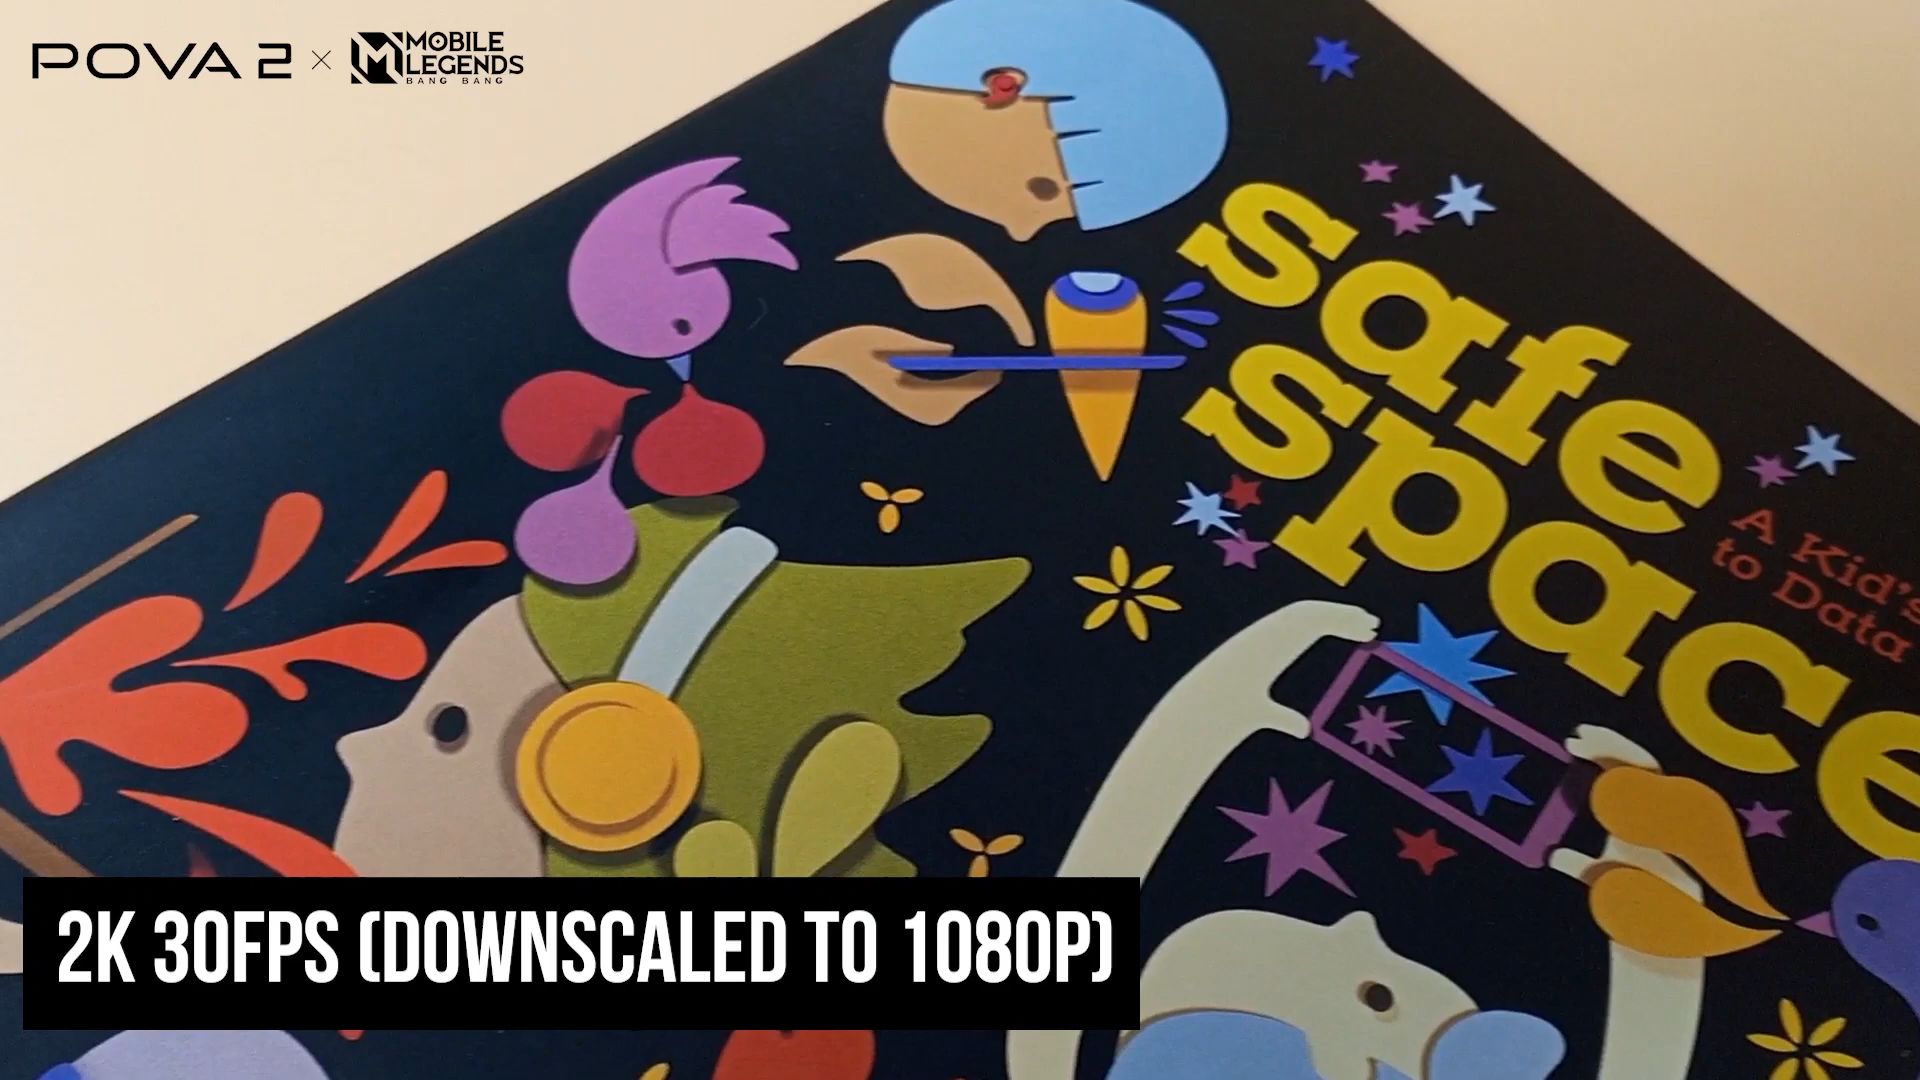 POVA 2 × MOBILE LEGENDS
BANG BANG
safe
space
A Kid's
to Data
2K 30FPS (DOWNSCALED TO 1080P)